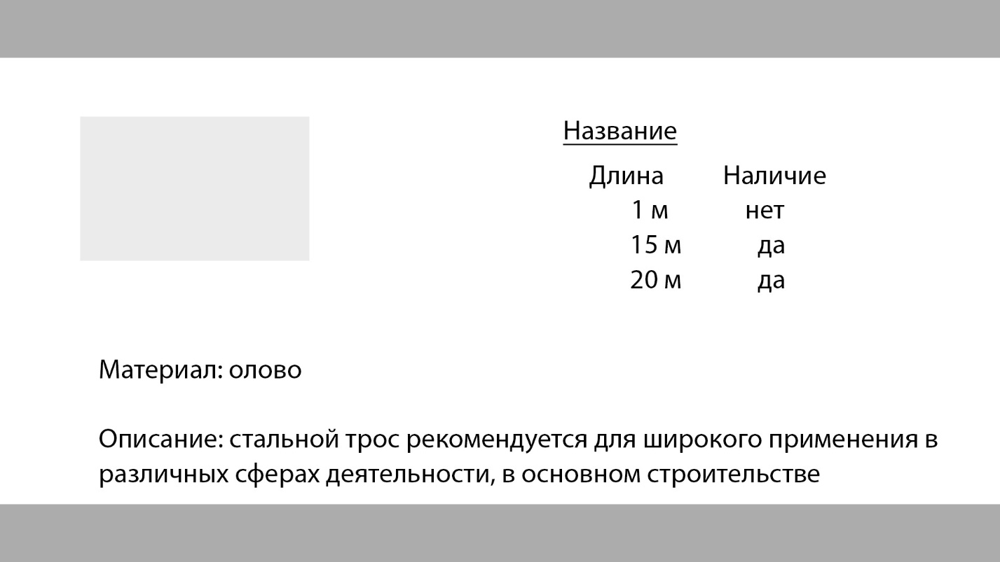 Название
Длина Наличие
1 м нет
15 м да
20 м да
Материал: олово
Описание: стальной трос рекомендуется для широкого применения в
различных сферах деятельности, в основном строительстве